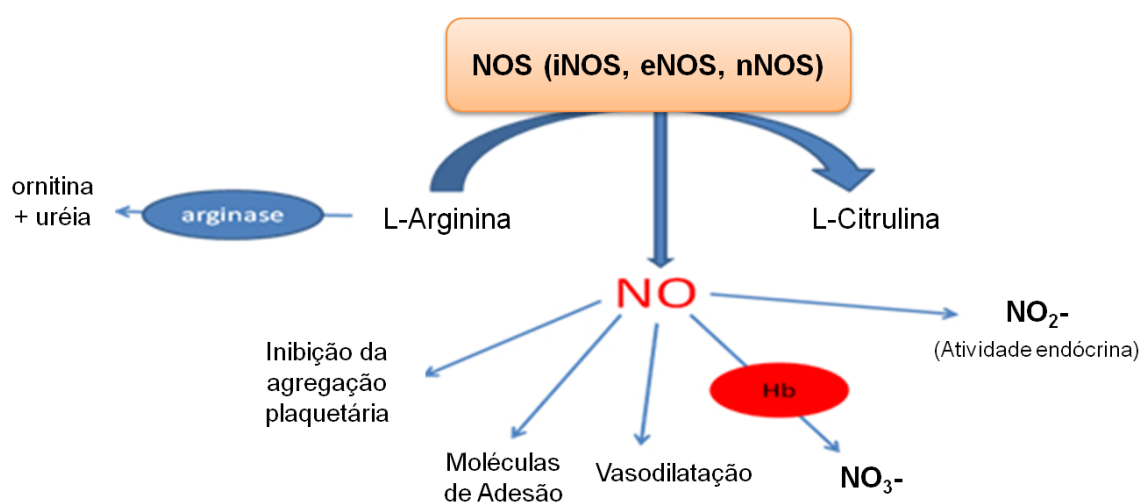 NOS (iNOS, eNOS, nNOS)
ornitina
+ uréia
arginase
L-Arginina
L-Citrulina
NO
NO₂-
(Atividade endócrina)
Inibição da
agregação
plaquetária
Hb
Moléculas
de Adesão
Vasodilatação
NO₃-